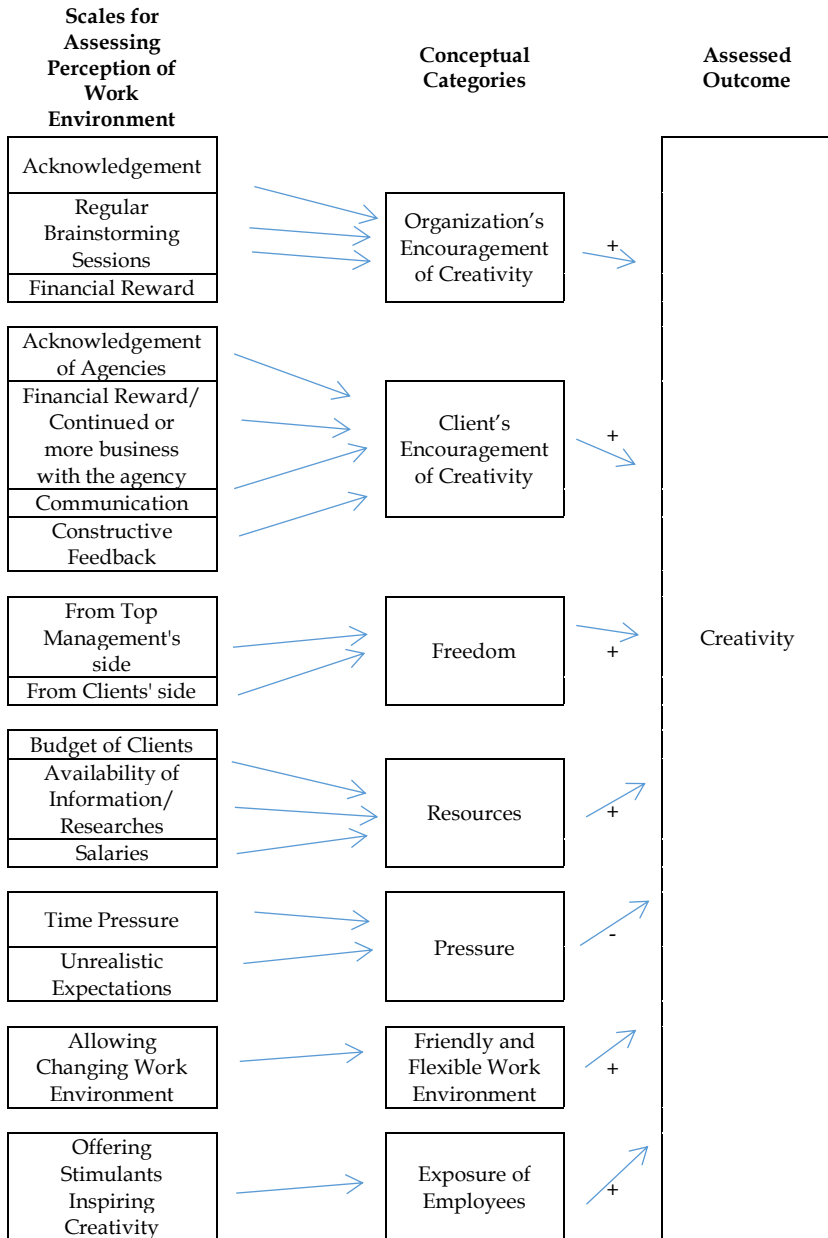 Scales for
Assessing
Perception of
Work
Environment
Conceptual
Categories
Assessed
Outcome
Acknowledgement
Regular
Brainstorming
Sessions
Financial Reward
Organization’s
Encouragement
of Creativity
+
Acknowledgement
of Agencies
Financial Reward/
Continued or
more business
with the agency
Communication
Constructive
Feedback
Client’s
Encouragement
of Creativity
+
From Top
Management's
side
From Clients' side
Freedom
+
Creativity
Budget of Clients
Availability of
Information/
Researches
Salaries
Resources
+
Time Pressure
Unrealistic
Expectations
Pressure
-
Allowing
Changing Work
Environment
Friendly and
Flexible Work
Environment
+
Offering
Stimulants
Inspiring
Creativity
Exposure of
Employees
+